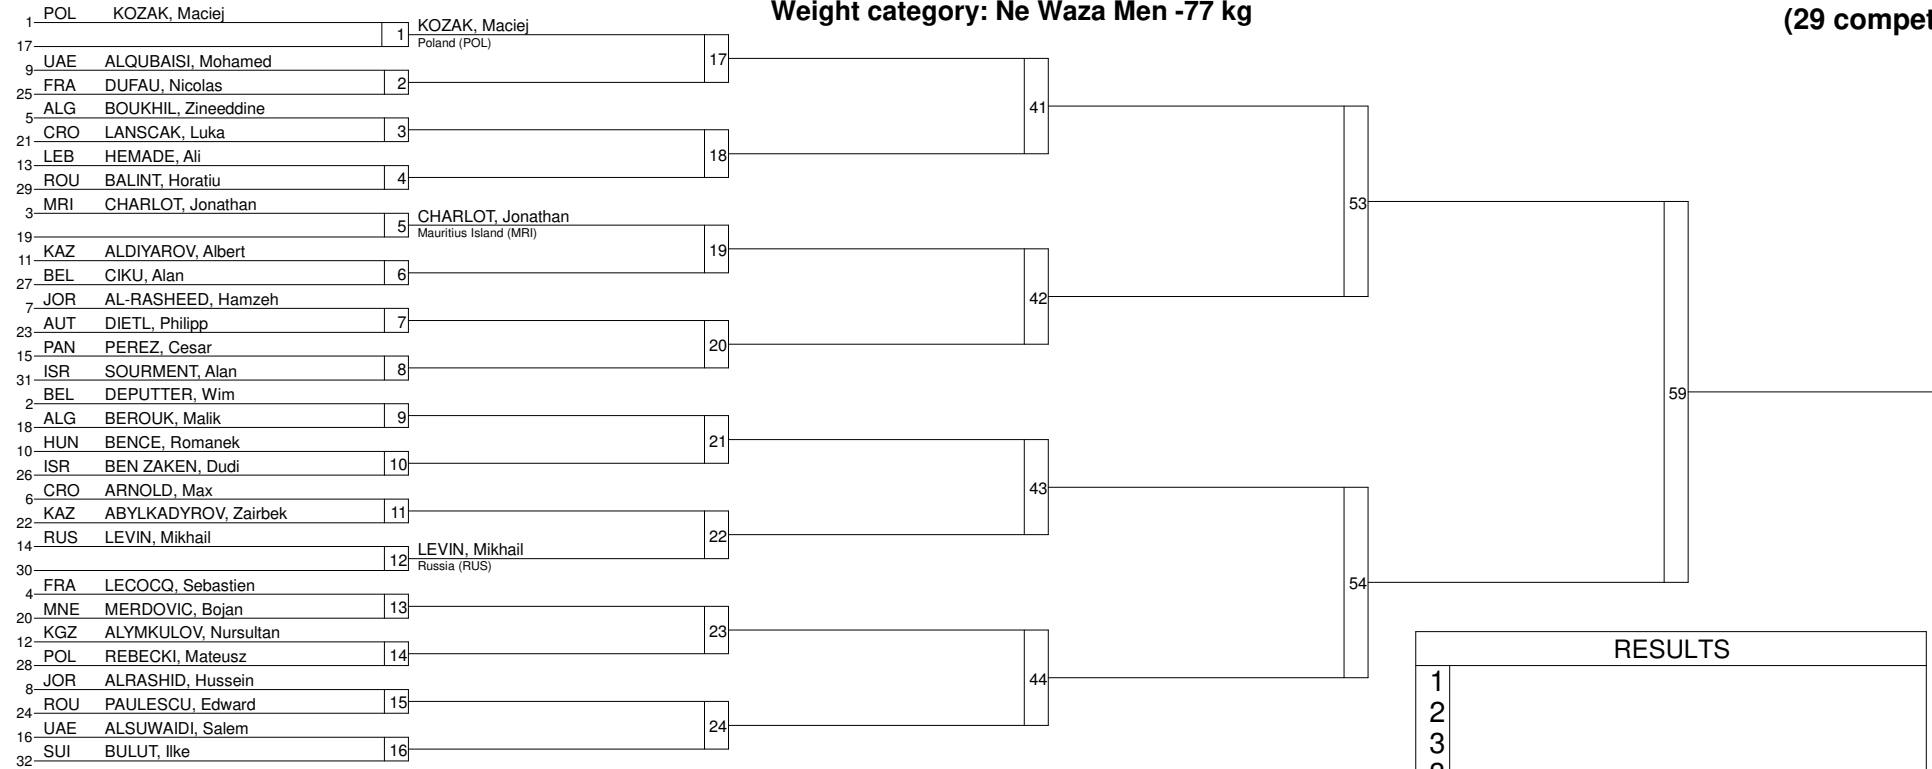 Weight category: Ne Waza Men -77 kg
(29 compet
1 POL KOZAK, Maciej
17
1 KOZAK, Maciej
Poland (POL)
9 UAE ALQUBAISI, Mohamed
25 FRA DUFAU, Nicolas
2
17
5 ALG BOUKHIL, Zineeddine
21 CRO LANSCAK, Luka
3
13 LEB HEMADE, Ali
29 ROU BALINT, Horatiu
4
18
41
3 MRI CHARLOT, Jonathan
19
5 CHARLOT, Jonathan
Mauritius Island (MRI)
11 KAZ ALDIYAROV, Albert
27 BEL CIKU, Alan
6
19
7 JOR AL-RASHEED, Hamzeh
23 AUT DIETL, Philipp
7
15 PAN PEREZ, Cesar
31 ISR SOURMENT, Alan
8
20
42
53
2 BEL DEPUTTER, Wim
18 ALG BEROUK, Malik
9
10 HUN BENCE, Romanek
26 ISR BEN ZAKEN, Dudi
10
21
6 CRO ARNOLD, Max
22 KAZ ABYLKADYROV, Zairbek
11
14 RUS LEVIN, Mikhail
30
12 LEVIN, Mikhail
Russia (RUS)
22
43
4 FRA LECOCQ, Sebastien
20 MNE MERDOVIC, Bojan
13
12 KGZ ALYMKULOV, Nursultan
28 POL REBECKI, Mateusz
14
23
8 JOR ALRASHID, Hussein
24 ROU PAULESCU, Edward
15
16 UAE ALSUWAIDI, Salem
32 SUI BULUT, Ilke
16
24
44
54
59
RESULTS
1
2
3